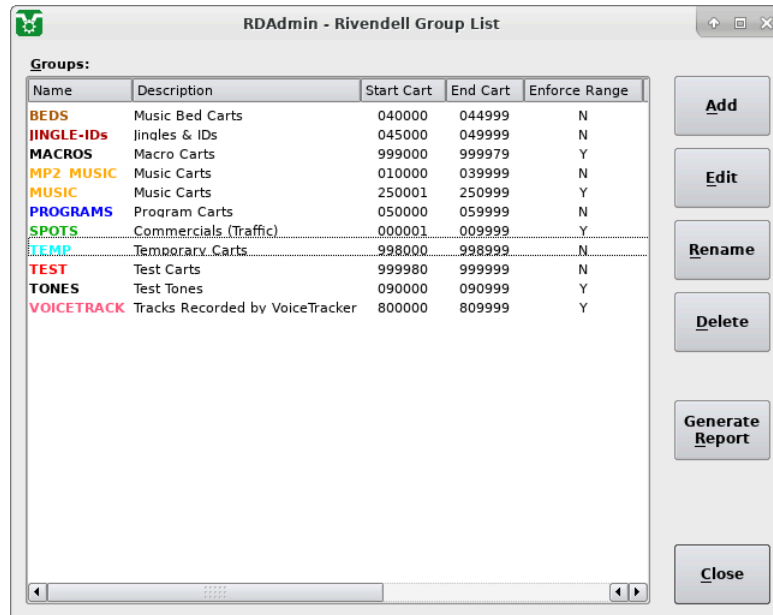 RDAdmin - Rivendell Group List
Groups:
Name Description Start Cart End Cart Enforce Range
BEDS Music Bed Carts 040000 044999 N
JINGLE-IDs Jingles & IDs 045000 049999 N
MACROS Macro Carts 999000 999979 Y
MP2_MUSIC Music Carts 010000 039999 N
MUSIC Music Carts 250001 250999 Y
PROGRAMS Program Carts 050000 059999 N
SPOTS Commercials (Traffic) 000001 009999 Y
TEMP Temporary Carts 998000 998999 N
TEST Test Carts 999980 999999 N
TONES Test Tones 090000 090999 Y
VOICETRACK Tracks Recorded by VoiceTracker 800000 809999 Y
Add
Edit
Rename
Delete
Generate
Report
Close